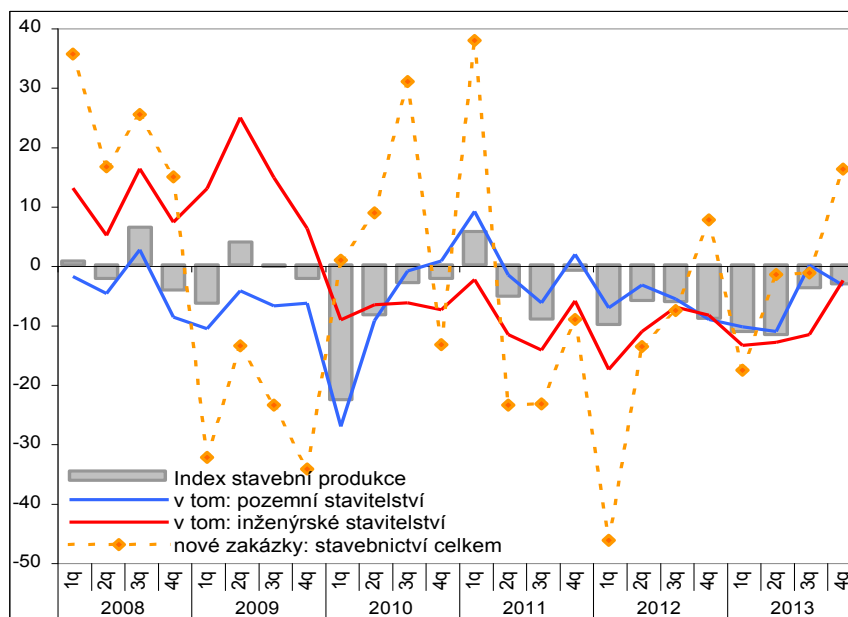 40
30
20
10
0
-10
-20
-30
-40
-50
Index stavební produkce
v tom: pozemní stavitelství
v tom: inženýrské stavitelství
nové zakázky: stavebnictví celkem
1q 2q 3q 4q 1q 2q 3q 4q 1q 2q 3q 4q 1q 2q 3q 4q 1q 2q 3q 4q 1q 2q 3q 4q
2008 2009 2010 2011 2012 2013